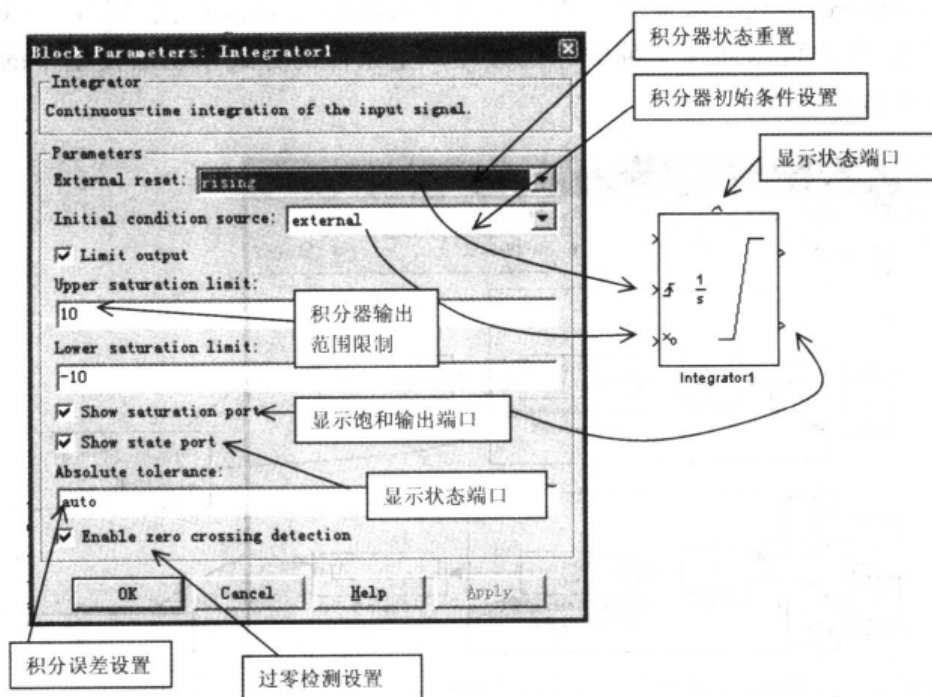 积分器状态重置
Block Parameters: Integrator1
积分器初始条件设置
Integrator
Continuous-time integration of the input signal.
显示状态端口
Parameters
External reset: rising
Initial condition source: external
Limit output
Upper saturation limit:
10
积分器输出
范围限制
Lower saturation limit:
-10
1
s
x0
Integrator1
Show saturation port
显示饱和输出端口
Show state port
Absolute tolerance:
显示状态端口
auto
Enable zero crossing detection
OK Cancel Help Apply
积分误差设置
过零检测设置